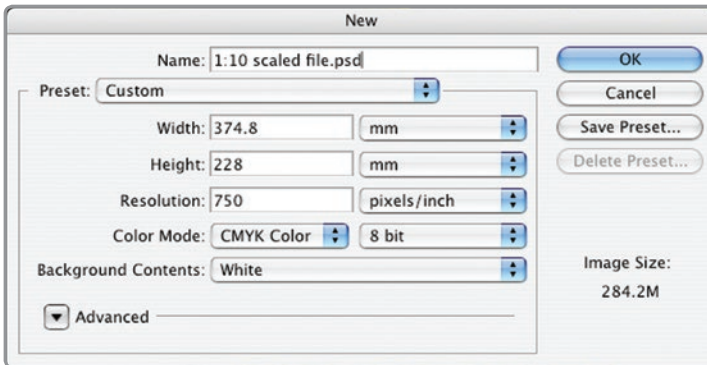 New
Name: 1:10 scaled file.psd
OK
Preset: Custom
Cancel
Width: 374.8 mm
Save Preset...
Height: 228 mm
Delete Preset...
Resolution: 750 pixels/inch
Color Mode: CMYK Color 8 bit
Background Contents: White
Image Size:
284.2M
Advanced